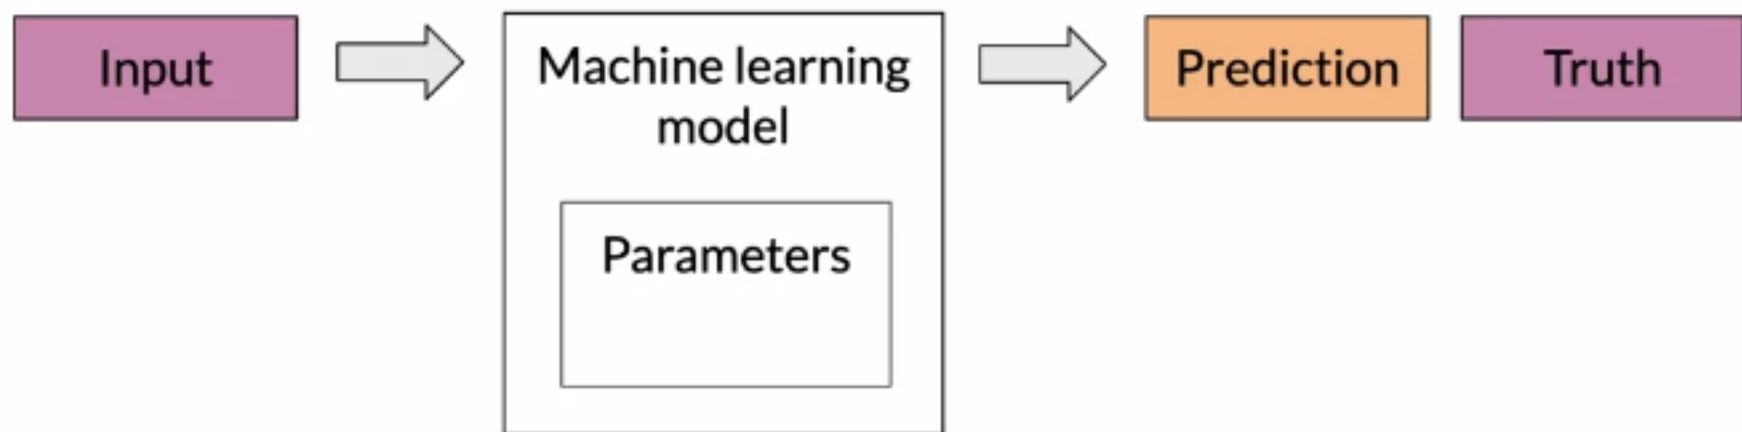 Input
Machine learning
model
Parameters
Prediction
Truth